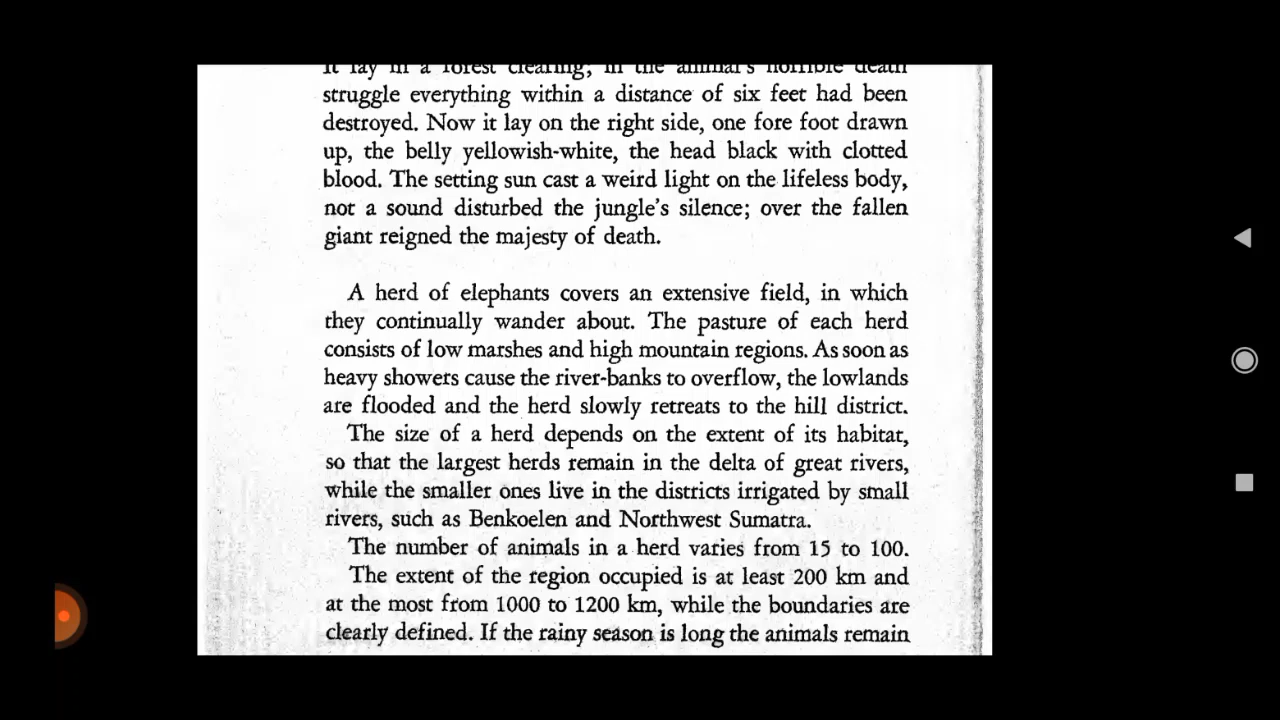 It lay in a forest clearing; in the animal's horrible death
struggle everything within a distance of six feet had been
destroyed. Now it lay on the right side, one fore foot drawn
up, the belly yellowish-white, the head black with clotted
blood. The setting sun cast a weird light on the lifeless body,
not a sound disturbed the jungle's silence; over the fallen
giant reigned the majesty of death.
A herd of elephants covers an extensive field, in which
they continually wander about. The pasture of each herd
consists of low marshes and high mountain regions. As soon as
heavy showers cause the river-banks to overflow, the lowlands
are flooded and the herd slowly retreats to the hill district.
The size of a herd depends on the extent of its habitat,
so that the largest herds remain in the delta of great rivers,
while the smaller ones live in the districts irrigated by small
rivers, such as Benkoelen and Northwest Sumatra.
The number of animals in a herd varies from 15 to 100.
The extent of the region occupied is at least 200 km and
at the most from 1000 to 1200 km, while the boundaries are
clearly defined. If the rainy season is long the animals remain